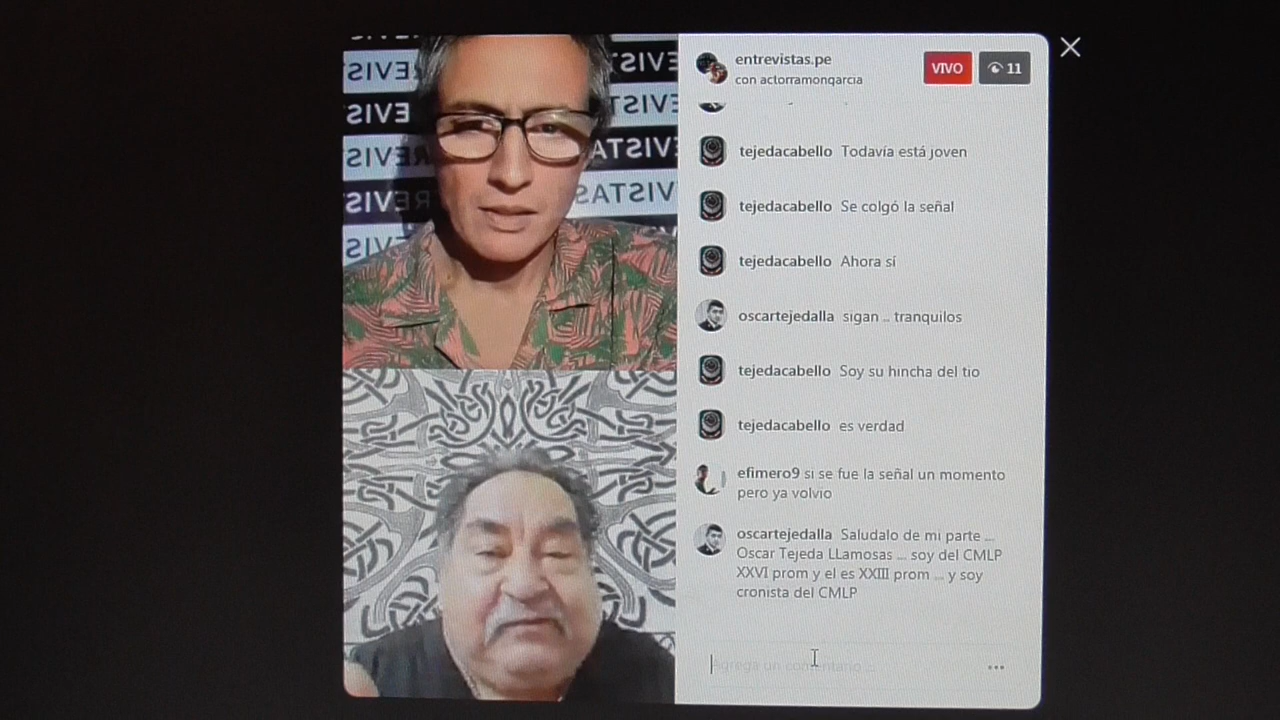 entrevistas.pe
con actorramongarcia
VIVO
11
tejedacabello Todavía está joven
tejedacabello Se colgó la señal
tejedacabello Ahora sí
oscartejedalla sigan .. tranquilos
tejedacabello Soy su hincha del tio
tejedacabello es verdad
efimero9 si se fue la señal un momento
pero ya volvio
oscartejedalla Saludalo de mi parte ...
Oscar Tejeda LLamosas ... soy del CMLP
XXVI prom y el es XXIII prom ... y soy
cronista del CMLP
Agrega un comentario ...